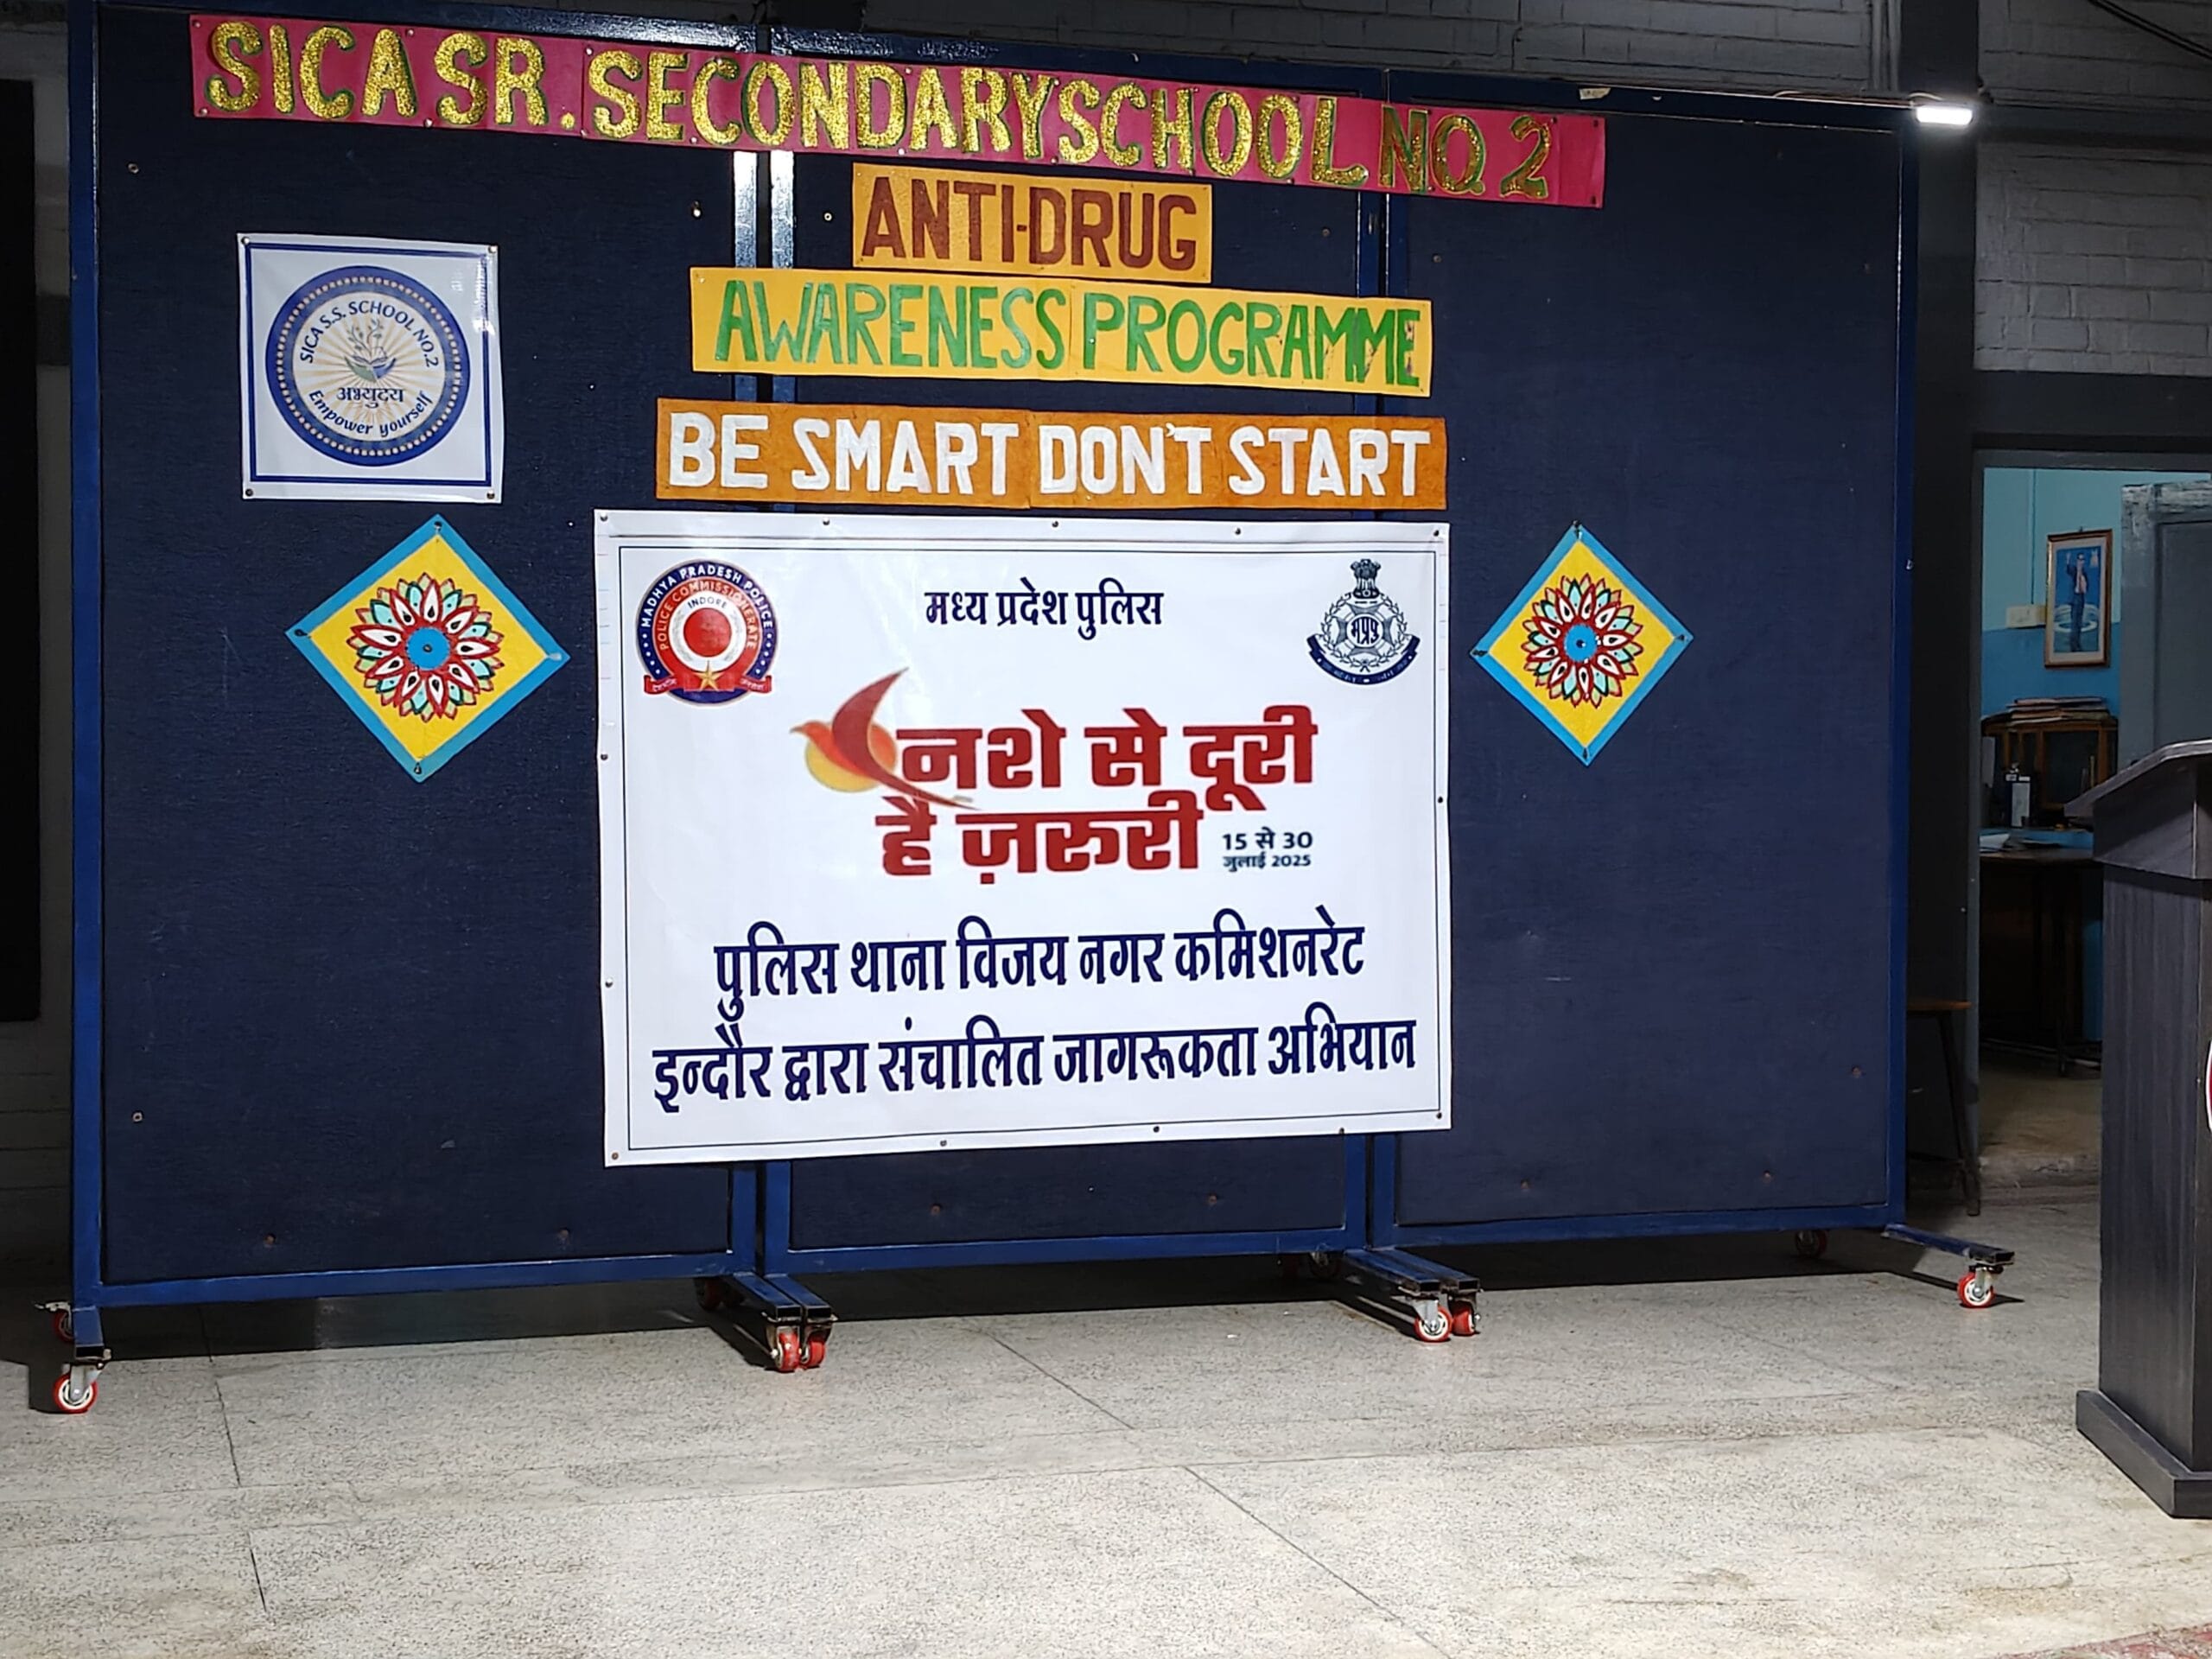 SICA SR. SECONDARY SCHOOL NO. 2
ANTI-DRUG
AWARENESS PROGRAMME
BE SMART DON'T START
SICA S.S. SCHOOL NO.2
अभ्युदय
Empower yourself
MADHYA PRADESH POLICE
POLICE COMMISSIONERATE
INDORE
मध्य प्रदेश पुलिस
मप्रपु
नशे से दूरी
है ज़रुरी
15 से 30
जुलाई 2025
पुलिस थाना विजय नगर कमिशनरेट
इन्दौर द्वारा संचालित जागरूकता अभियान